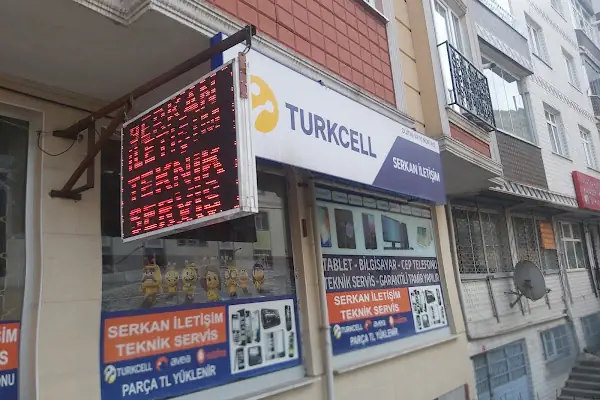 SERKAN
İLETİŞİM
TEKNİK
SERVİS
TURKCELL
SERKAN İLETİŞİM
TABLET - BİLGİSAYAR - CEP TELEFONU
TEKNİK SERVİS - GARANTİLİ TAMİR YAPILIR
SERKAN İLETİŞİM
TEKNİK SERVİS
TURKCELL avea
PARÇA TL YÜKLENİR
SERKAN İLETİŞİM
TEKNİK SERVİS
TURKCELL avea
PARÇA TL YÜKLENİR